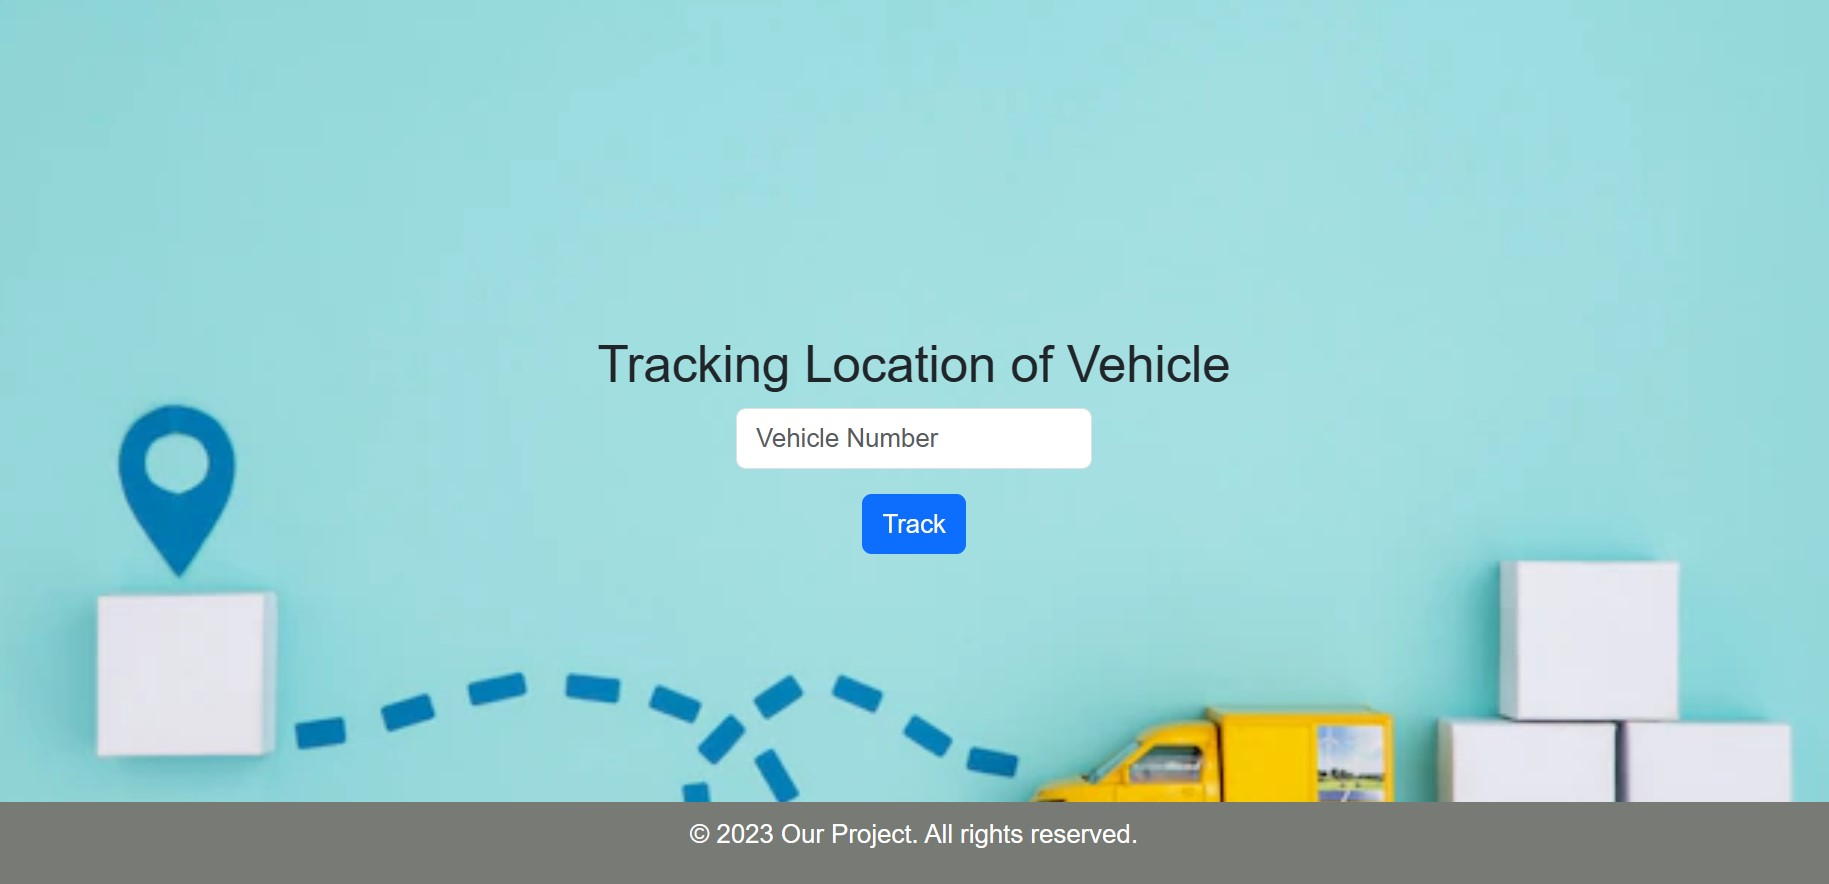 Tracking Location of Vehicle
Vehicle Number
Track
© 2023 Our Project. All rights reserved.